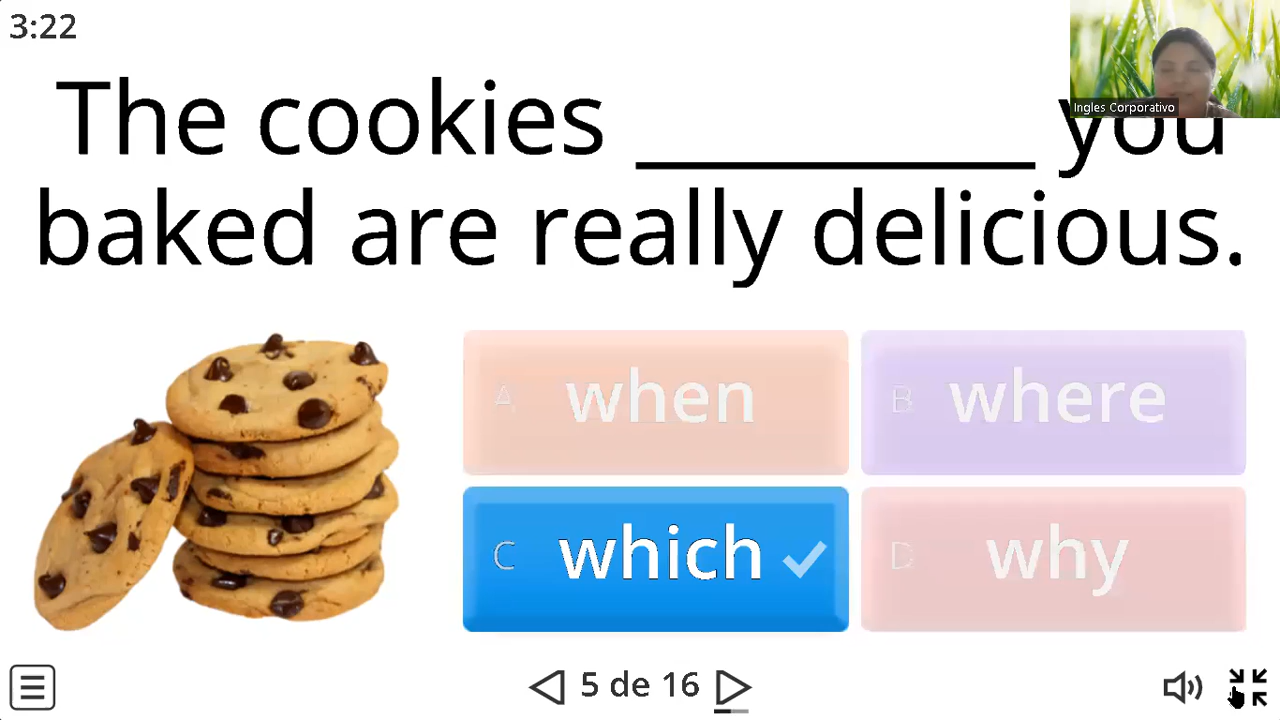 3:22
Ingles Corporativo
The cookies __________ you
baked are really delicious.
A when
B where
C which
D why
5 de 16